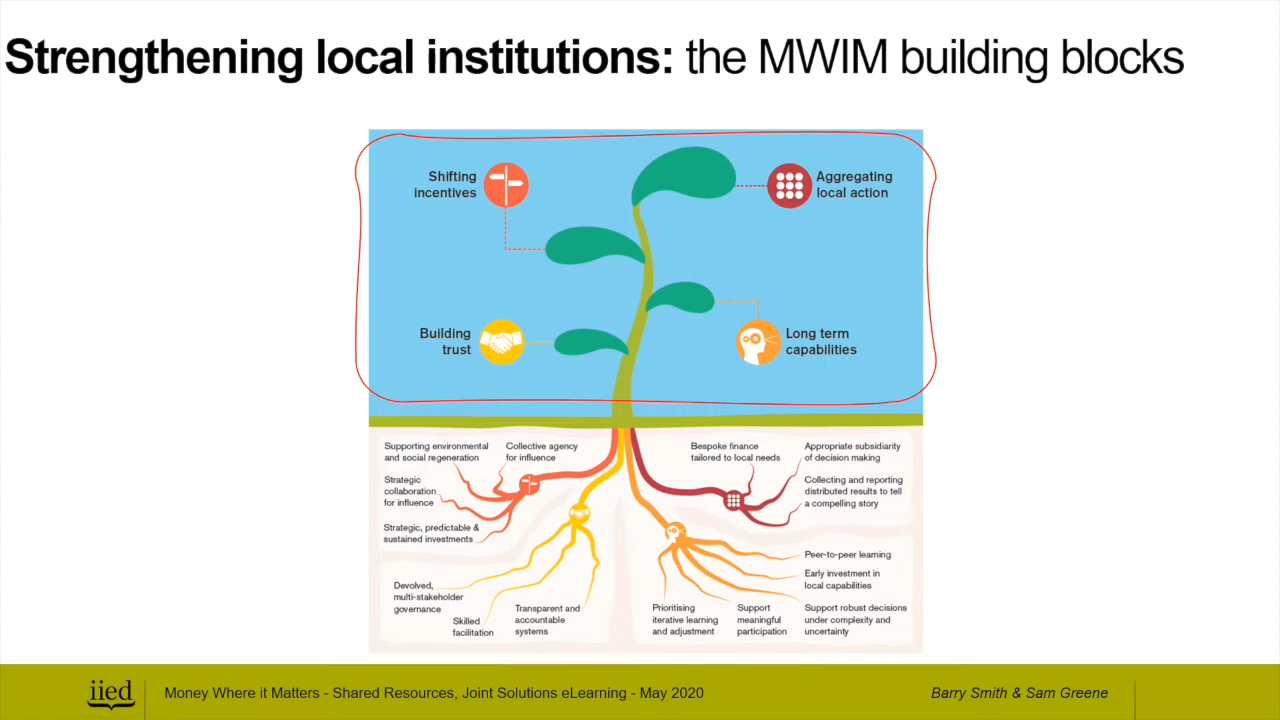 Strengthening local institutions: the MWIM building blocks
Shifting
incentives
Aggregating
local action
Building
trust
Long term
capabilities
Supporting environmental
and social regeneration
Collective agency
for influence
Strategic
collaboration
for influence
Strategic, predictable &
sustained investments
Bespoke finance
tailored to local needs
Appropriate subsidiarity
of decision making
Collecting and reporting
distributed results to tell
a compelling story
Devolved,
multi-stakeholder
governance
Skilled
facilitation
Transparent and
accountable
systems
Prioritising
iterative learning
and adjustment
Support
meaningful
participation
Peer-to-peer learning
Early investment in
local capabilities
Support robust decisions
under complexity and
uncertainty
iied
Money Where it Matters - Shared Resources, Joint Solutions eLearning - May 2020
Barry Smith & Sam Greene